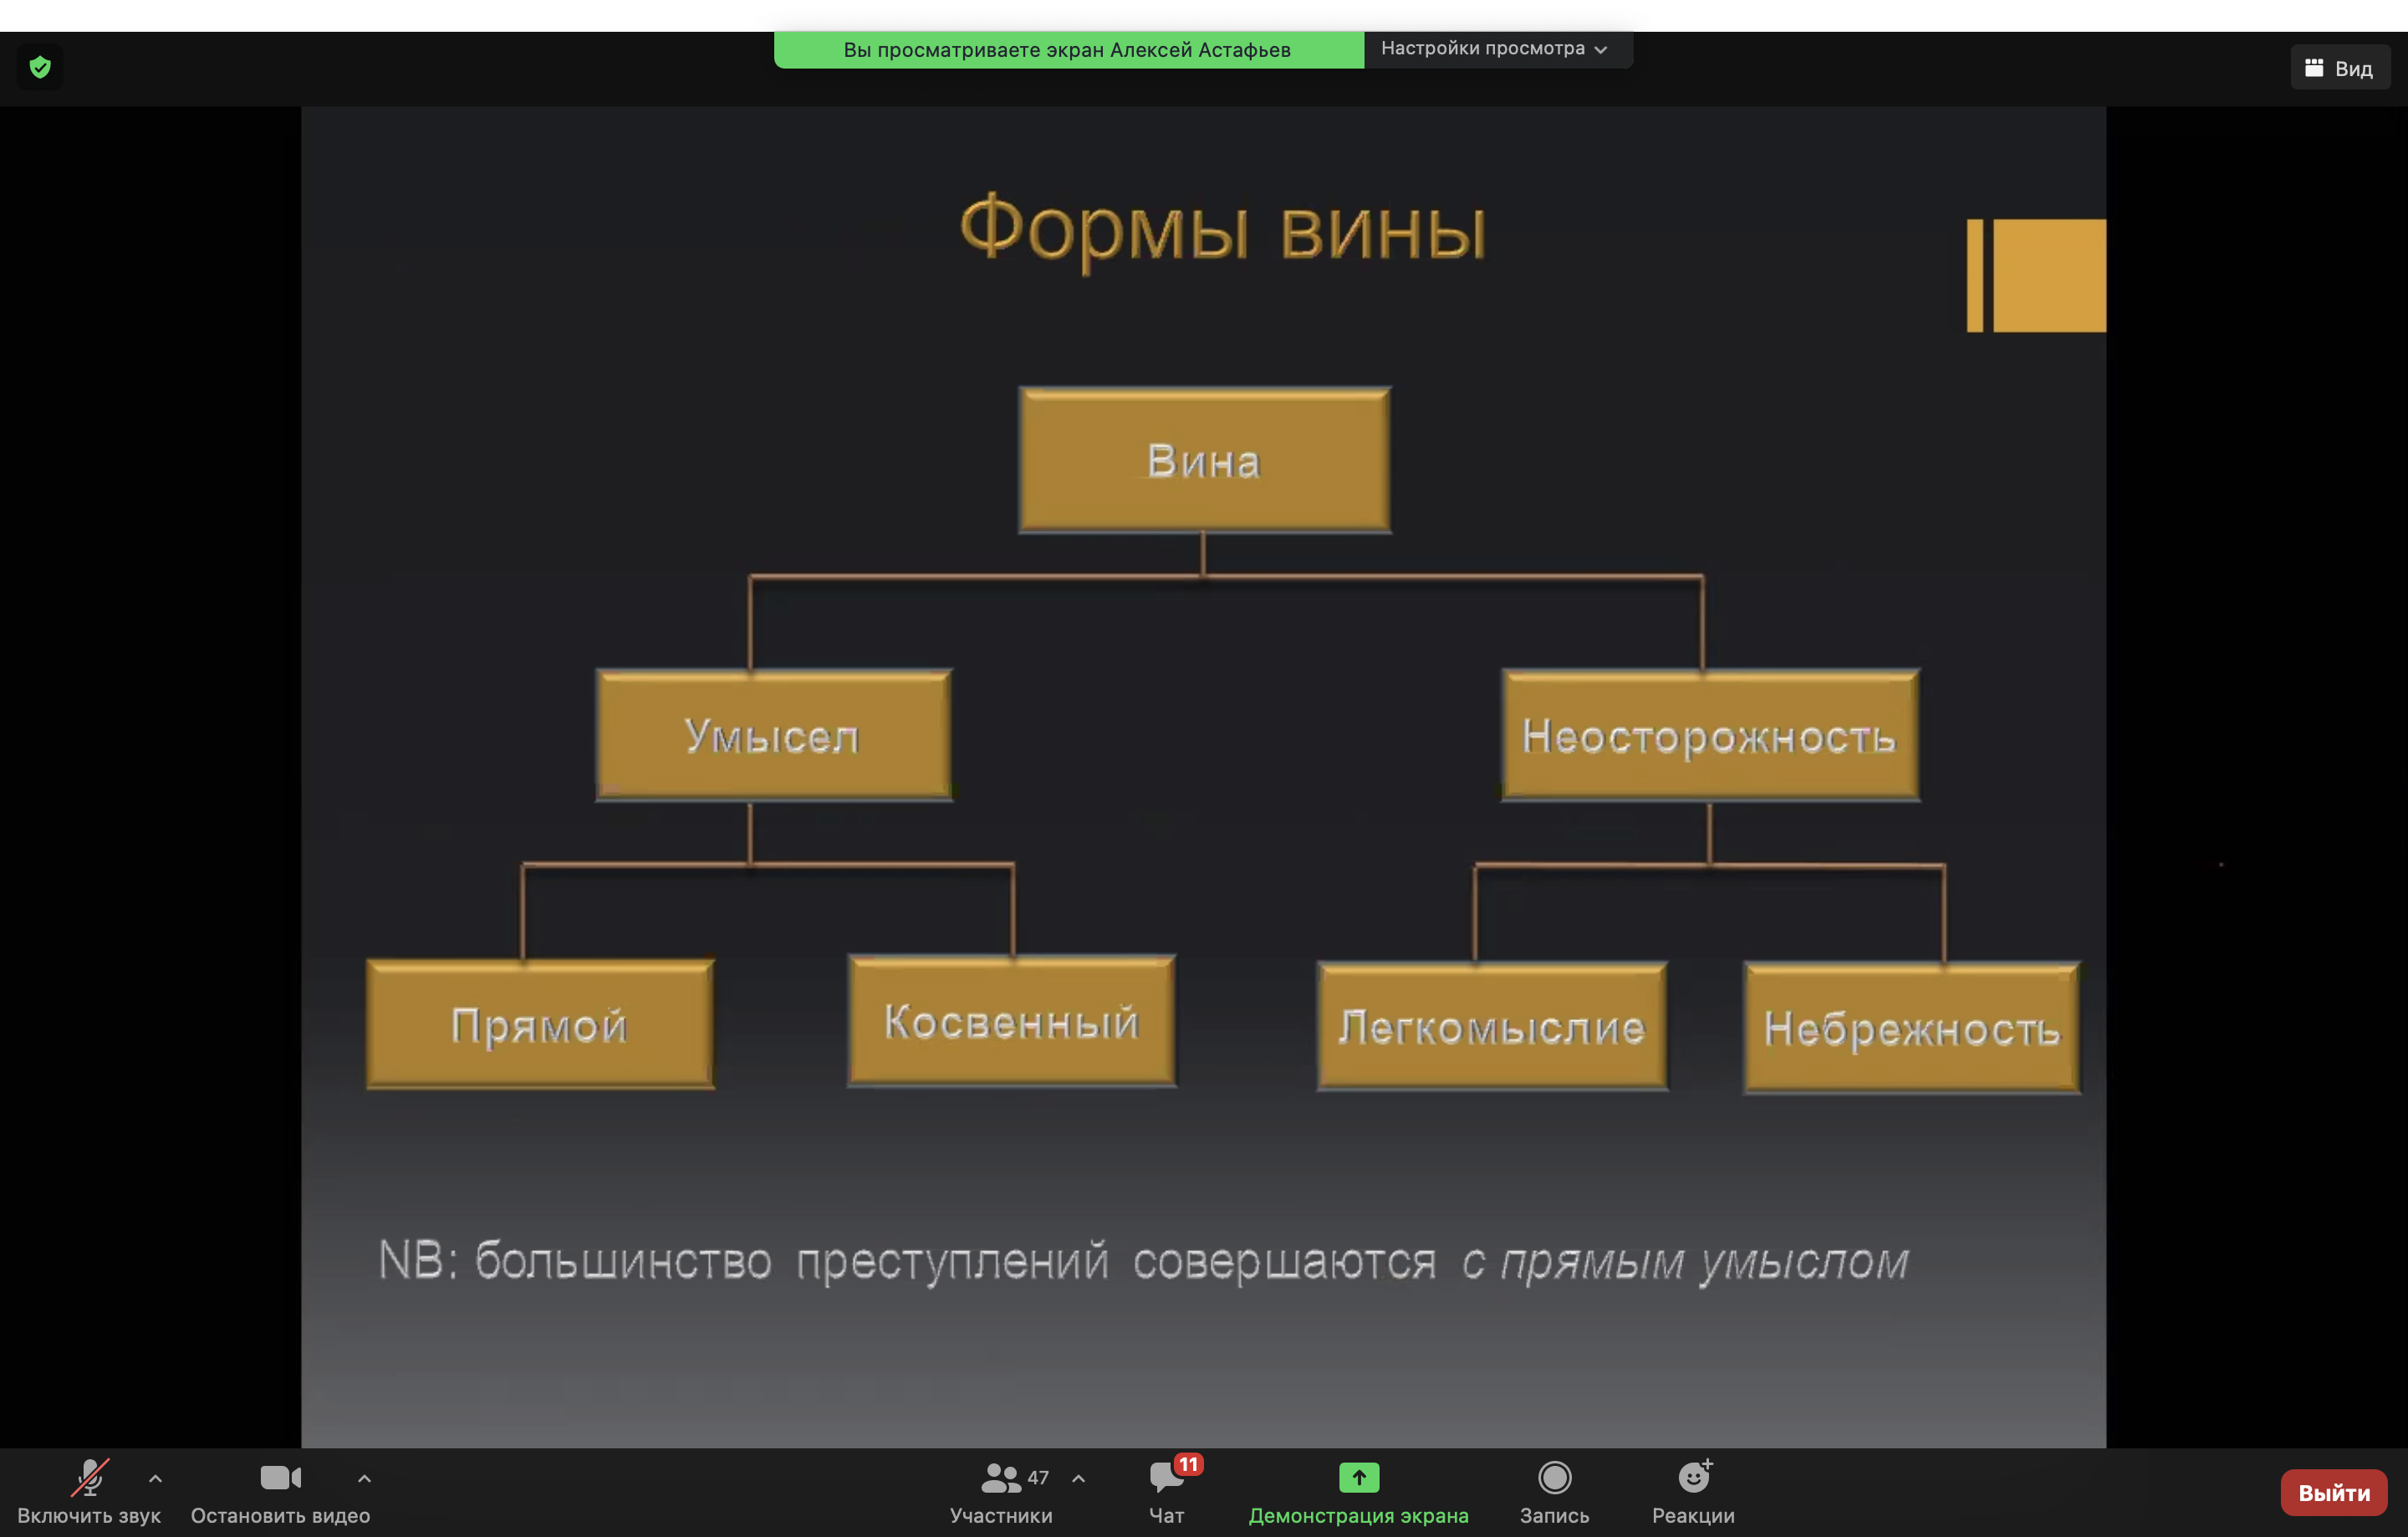 Вы просматриваете экран Алексей Астафьев
Настройки просмотра
Вид
Формы вины
Вина
Умысел
Неосторожность
Прямой
Косвенный
Легкомыслие
Небрежность
NB: большинство преступлений совершаются с прямым умыслом
47
11
Включить звук
Остановить видео
Участники
Чат
Демонстрация экрана
Запись
Реакции
Выйти